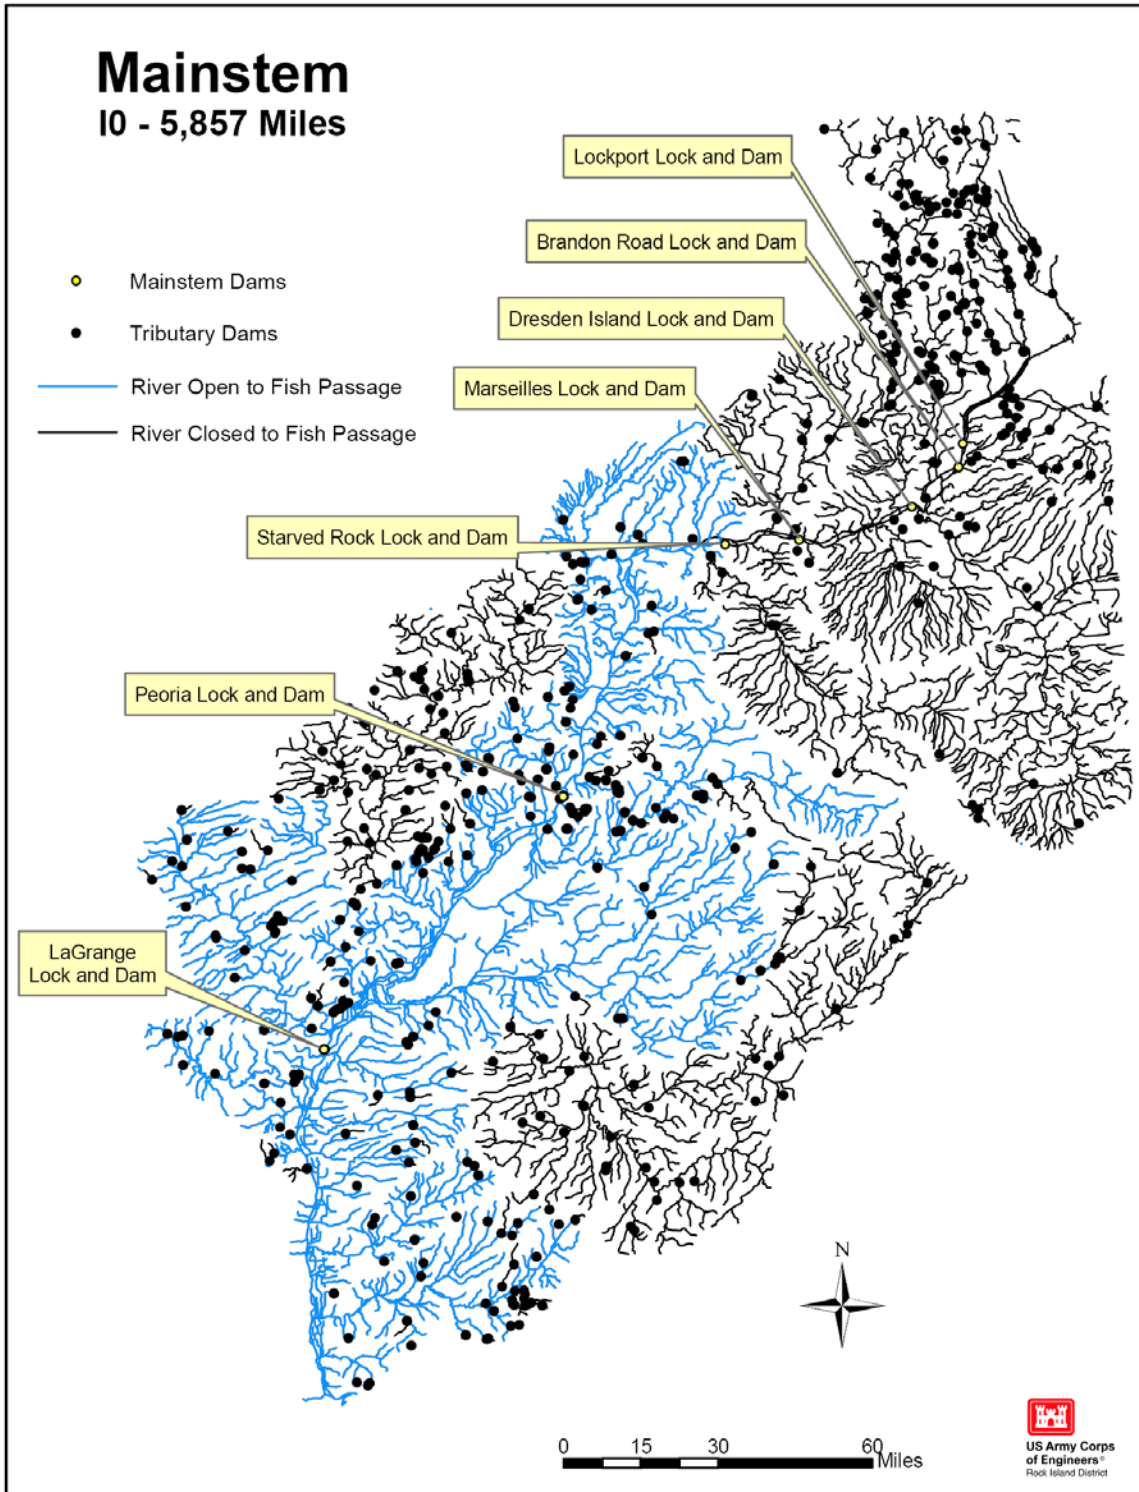 Mainstem
I0 - 5,857 Miles
Lockport Lock and Dam
Brandon Road Lock and Dam
Mainstem Dams
Dresden Island Lock and Dam
Tributary Dams
River Open to Fish Passage
Marseilles Lock and Dam
River Closed to Fish Passage
Starved Rock Lock and Dam
Peoria Lock and Dam
LaGrange
Lock and Dam
N
0 15 30 60
Miles
US Army Corps
of Engineers®
Rock Island District